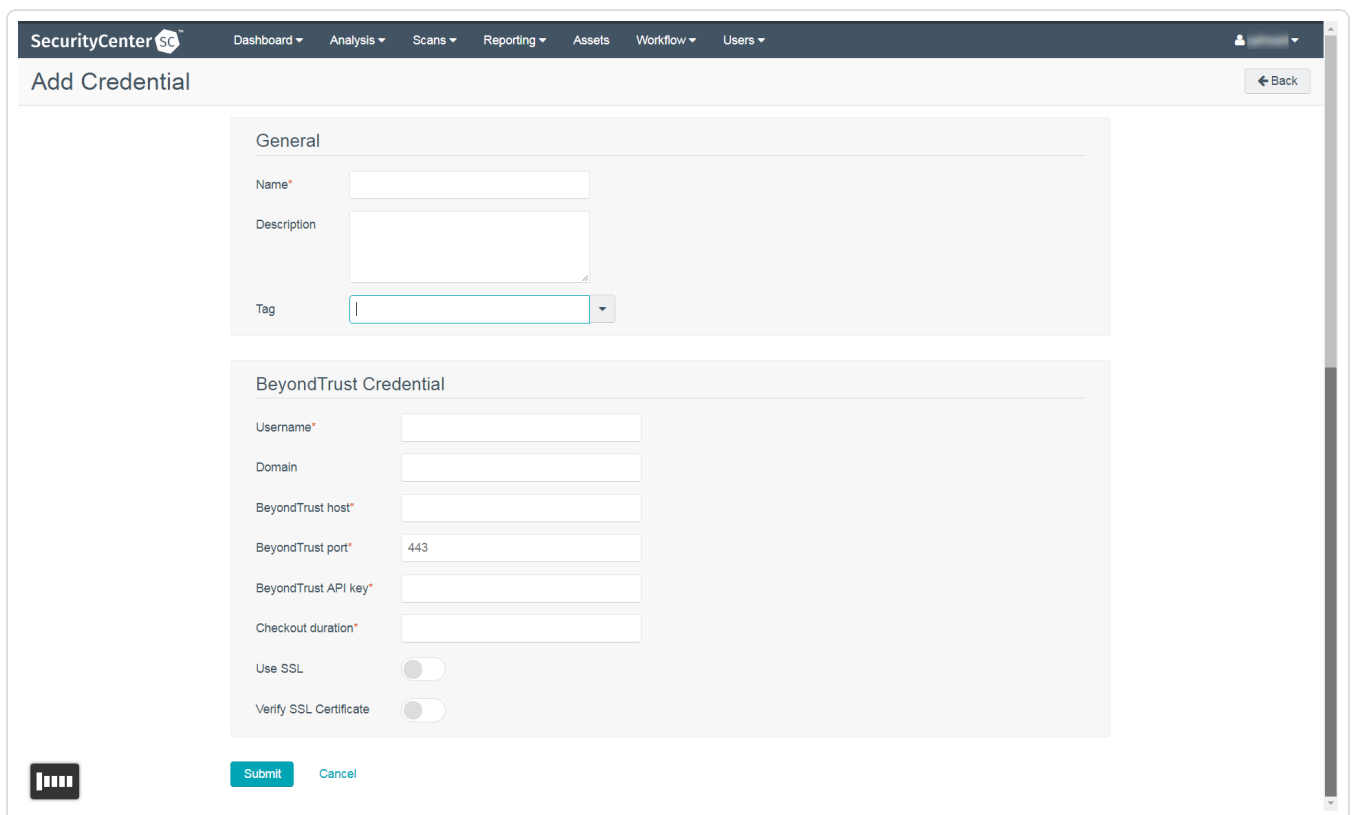 SecurityCenter SC™ Dashboard Analysis Scans Reporting Assets Workflow Users
Add Credential Back
General
Name*
Description
Tag
BeyondTrust Credential
Username*
Domain
BeyondTrust host*
BeyondTrust port* 443
BeyondTrust API key*
Checkout duration*
Use SSL
Verify SSL Certificate
Submit Cancel